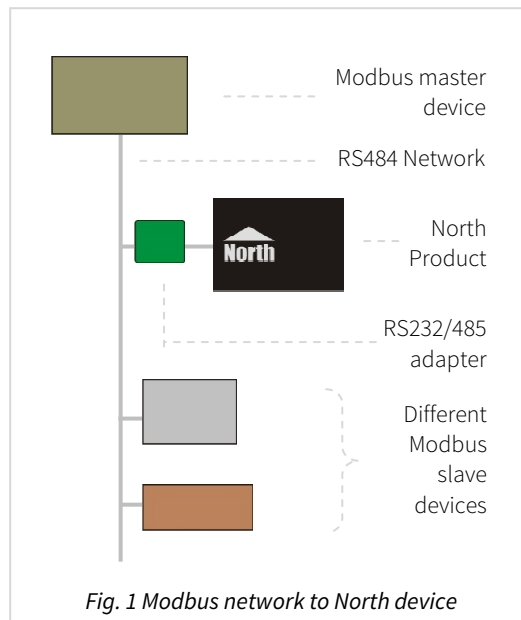 Modbus master
device
RS484 Network
North
North
Product
RS232/485
adapter
Different
Modbus
slave
devices
Fig. 1 Modbus network to North device